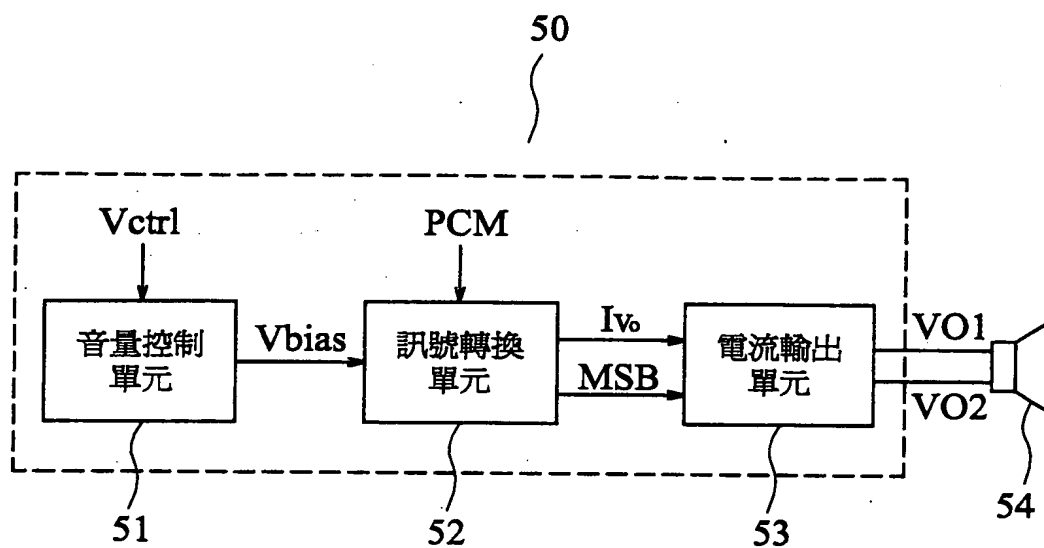 50
Vctrl
PCM
音量控制
單元
Vbias
訊號轉換
單元
Ivo
MSB
電流輸出
單元
VO1
VO2
51
52
53
54